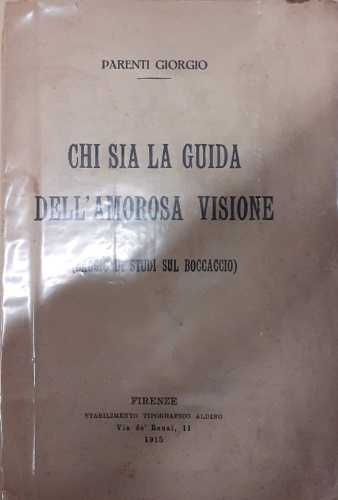 PARENTI GIORGIO
CHI SIA LA GUIDA
DELL'AMOROSA VISIONE
(SAGGIO DI STUDI SUL BOCCACCIO)
FIRENZE
STABILIMENTO TIPOGRAFICO ALDINO
Via de' Renai, 11
1915